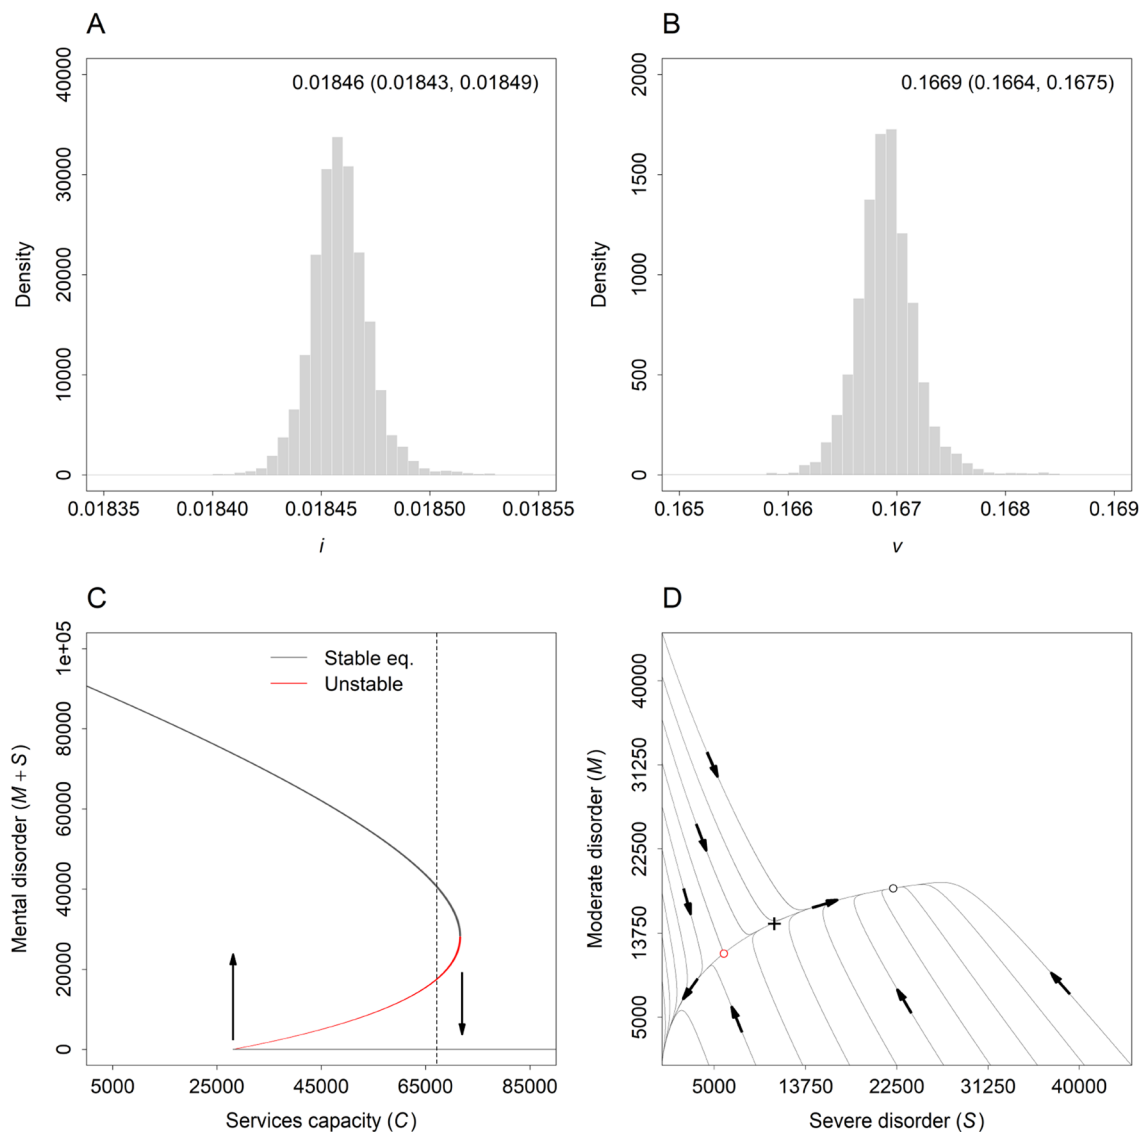 A
0.01846 (0.01843, 0.01849)
Density
0
10000
20000
30000
40000
0.01835
0.01840
0.01845
0.01850
0.01855
i
B
0.1669 (0.1664, 0.1675)
Density
0
500
1000
1500
2000
0.165
0.166
0.167
0.168
0.169
v
C
Stable eq.
Unstable
Mental disorder (M + S)
0
20000
40000
60000
80000
1e+05
5000
25000
45000
65000
85000
Services capacity (C)
D
Moderate disorder (M)
5000
13750
22500
31250
40000
5000
13750
22500
31250
40000
Severe disorder (S)